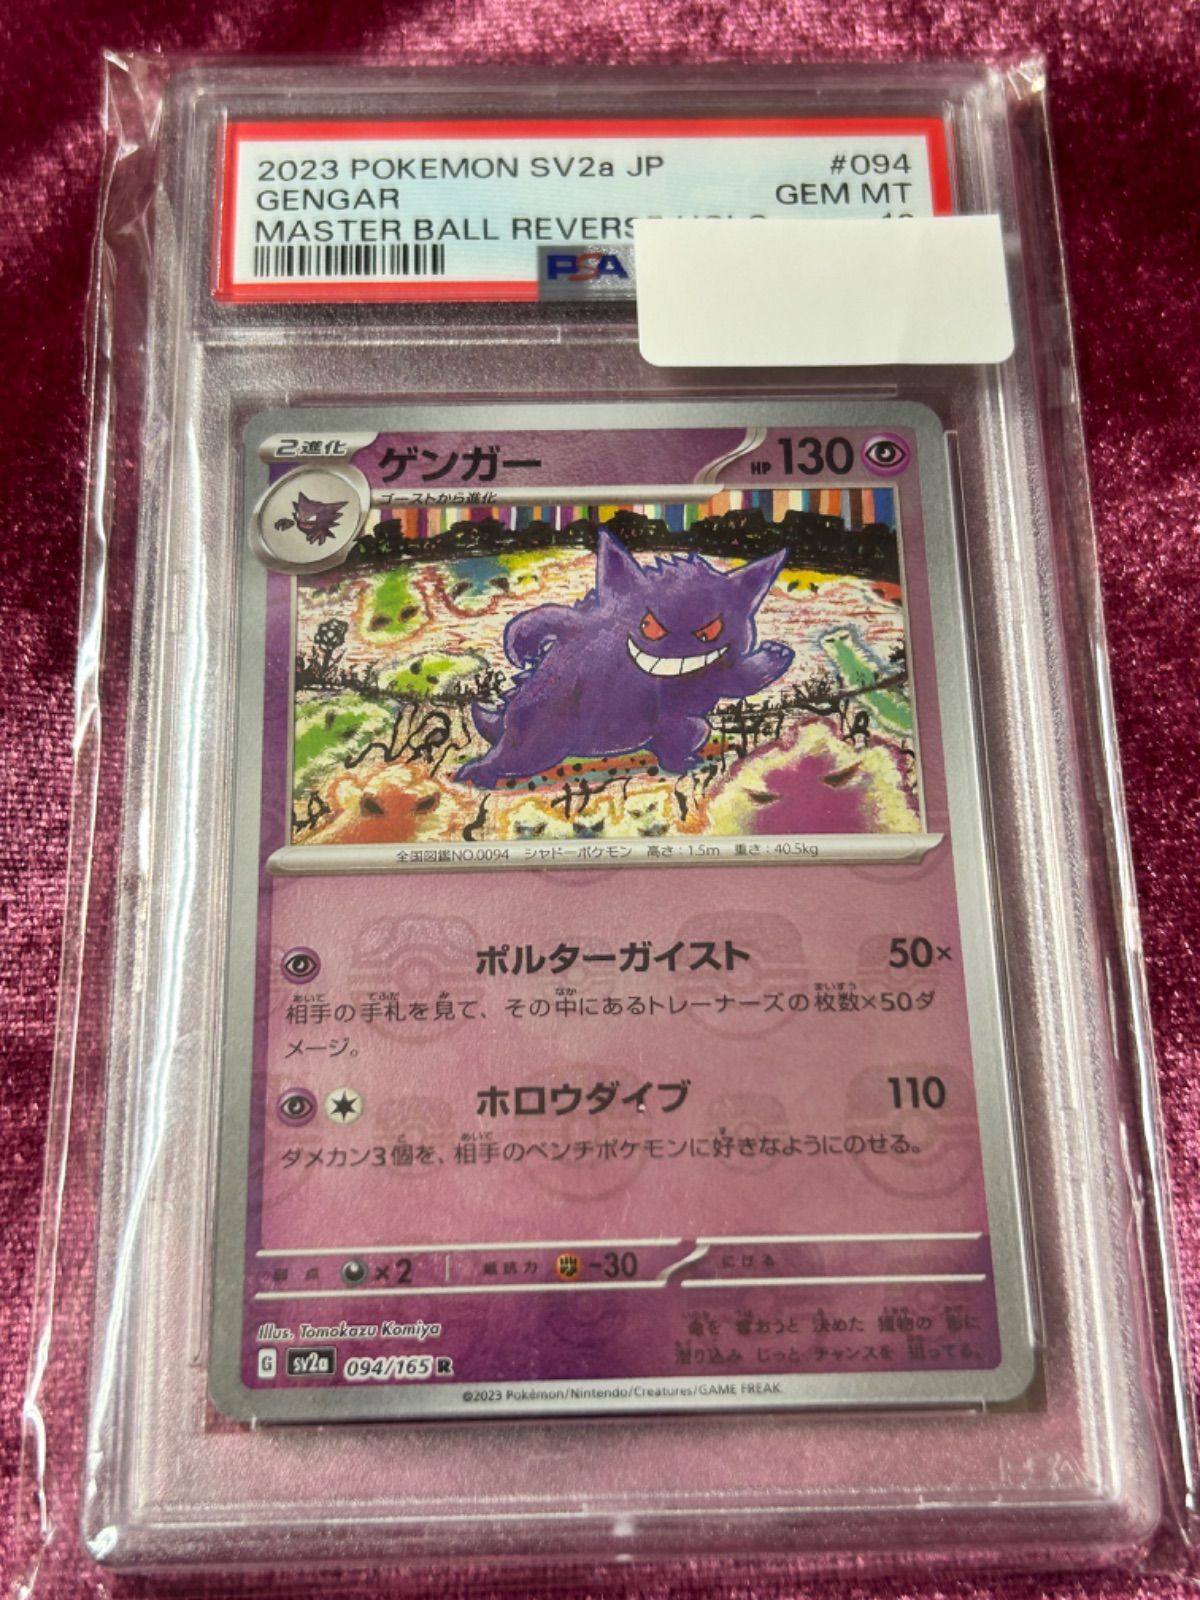 2023 POKEMON SV2a JP #094
GENGAR GEM MT
MASTER BALL REVERSE
PSA
2進化 ゲンガー HP 130
ゴーストから進化
全国図鑑NO.0094 シャドーポケモン 高さ：1.5m 重さ：40.5kg
ポルターガイスト 50×
相手の手札を見て、その中にあるトレーナーズの枚数×50ダ
メージ。
ホロウダイブ 110
ダメカン3個を、相手のベンチポケモンに好きなようにのせる。
弱点 ×2 抵抗力 -30 にげる
Illus. Tomokazu Komiya
G SV2a 094/165 R
命を奪おうと決めた獲物の影に
潜り込みじっとチャンスを狙ってる。
©2023 Pokémon/Nintendo/Creatures/GAME FREAK